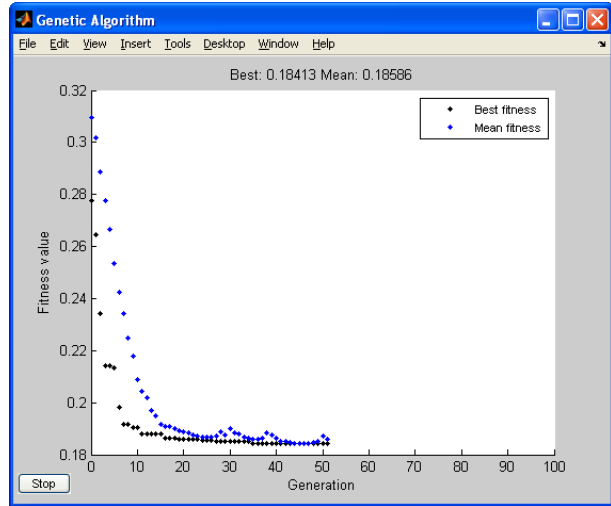 Genetic Algorithm
File Edit View Insert Tools Desktop Window Help
Best: 0.18413 Mean: 0.18586
0.32
0.3
0.28
0.26
0.24
0.22
0.2
0.18
Fitness value
Best fitness
Mean fitness
0 10 20 30 40 50 60 70 80 90 100
Generation
Stop